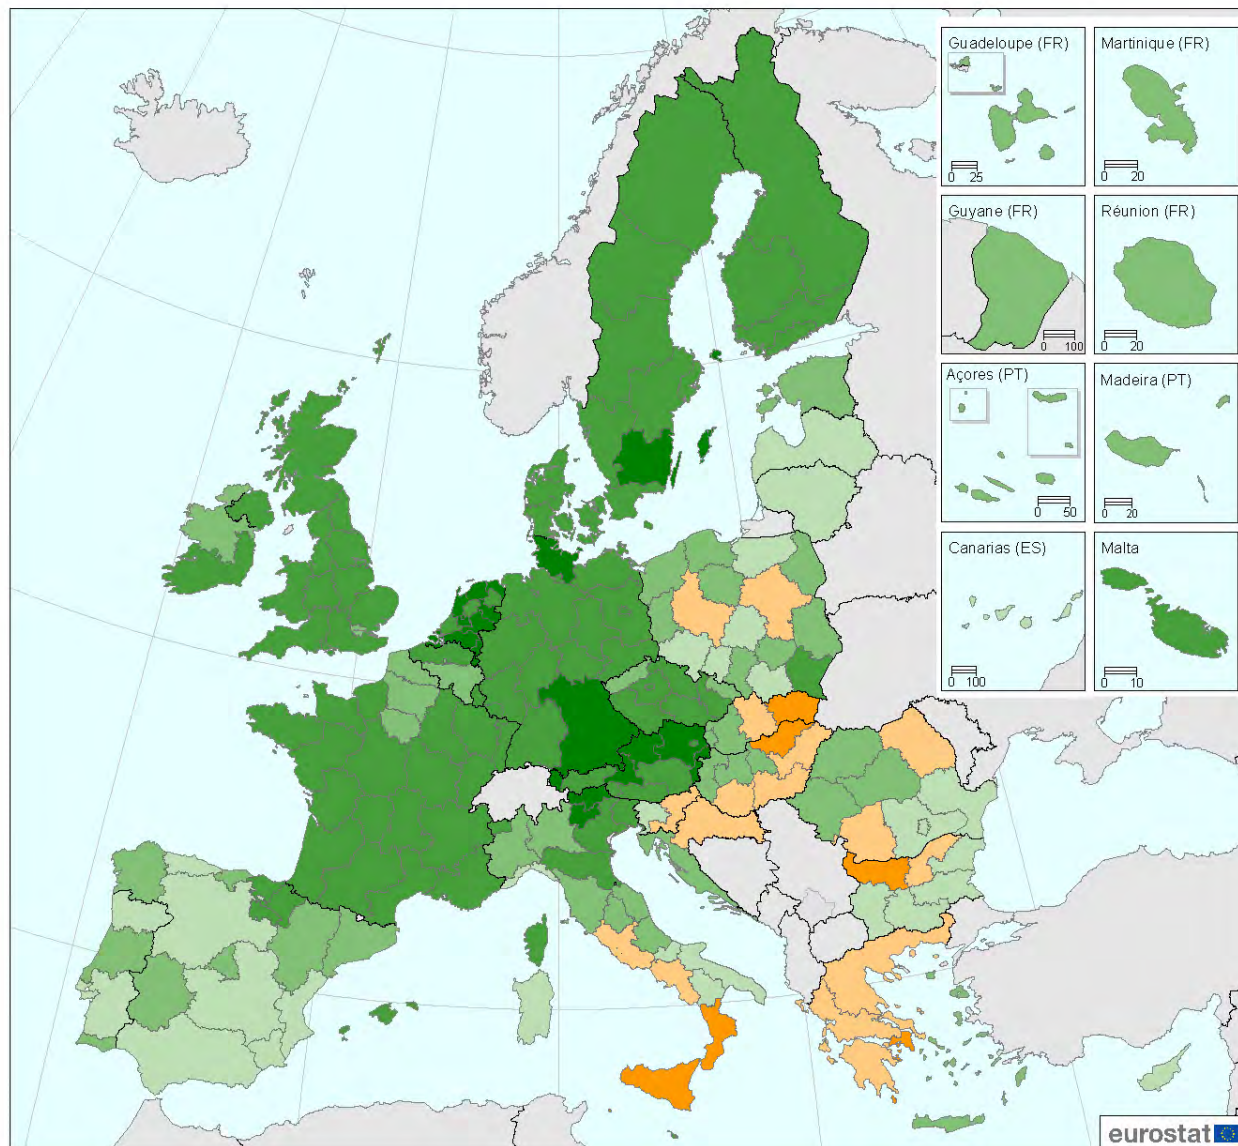 Guadeloupe (FR)
0 25
Martinique (FR)
0 20
Guyane (FR)
0 100
Réunion (FR)
0 20
Açores (PT)
0 50
Madeira (PT)
0 20
Canarias (ES)
0 100
Malta
0 10
eurostat